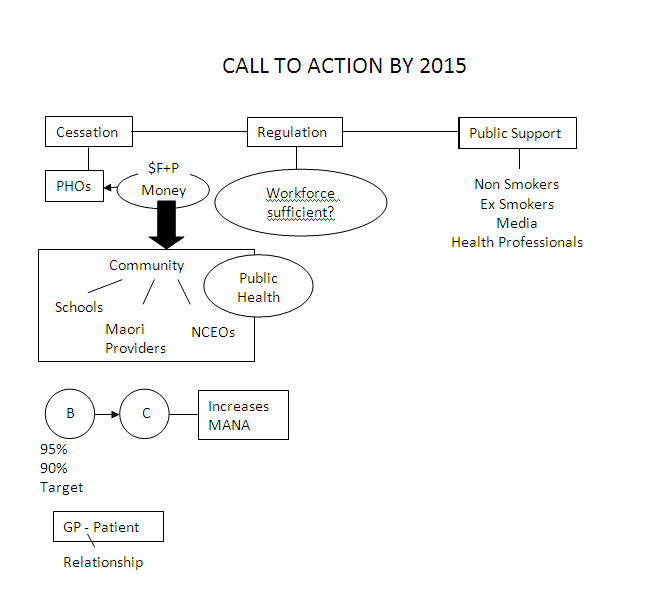 CALL TO ACTION BY 2015
Cessation
Regulation
Public Support
PHOs
$F+P
Money
Workforce
sufficient?
Non Smokers
Ex Smokers
Media
Health Professionals
Community
Schools
Maori
Providers
NCEOs
Public
Health
B
C
Increases
MANA
95%
90%
Target
GP - Patient
Relationship